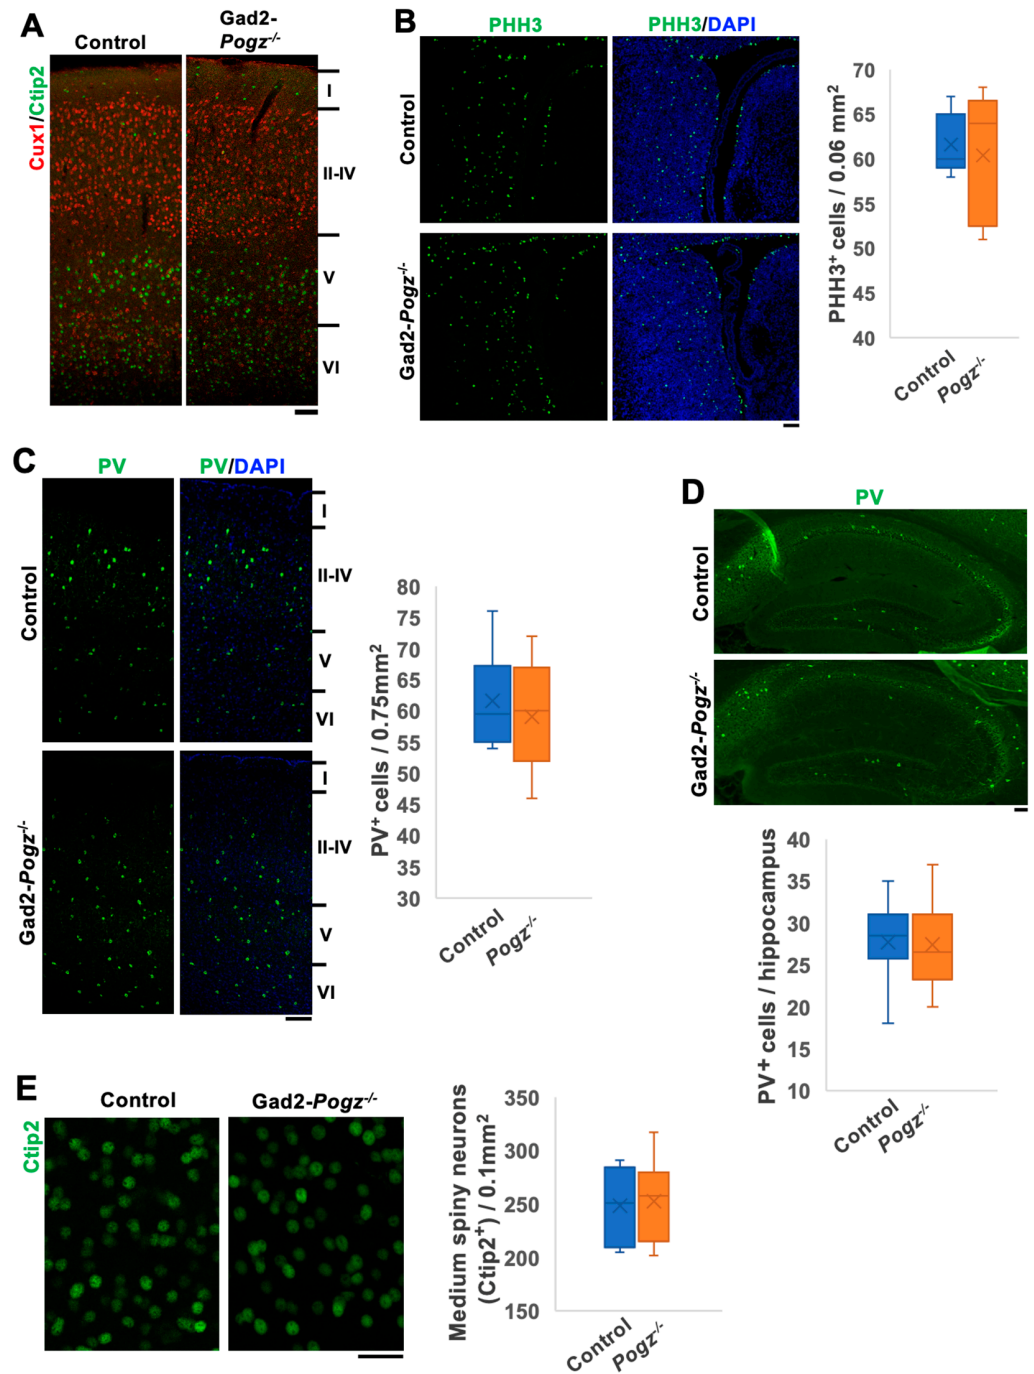 A
Control
Gad2-
Pogz-/-
Cux1/Ctip2
I
II-IV
V
VI
B
PHH3
PHH3/DAPI
Control
Gad2-Pogz-/-
PHH3+ cells / 0.06 mm2
70
65
60
55
50
45
40
Control
Pogz-/-
C
PV
PV/DAPI
Control
I
II-IV
V
VI
Gad2-Pogz-/-
I
II-IV
V
VI
PV+ cells / 0.75mm2
80
75
70
65
60
55
50
45
40
35
30
Control
Pogz-/-
D
PV
Control
Gad2-Pogz-/-
PV+ cells / hippocampus
40
35
30
25
20
15
10
Control
Pogz-/-
E
Control
Gad2-Pogz-/-
Ctip2
Medium spiny neurons
(Ctip2+) / 0.1mm2
350
300
250
200
150
Control
Pogz-/-